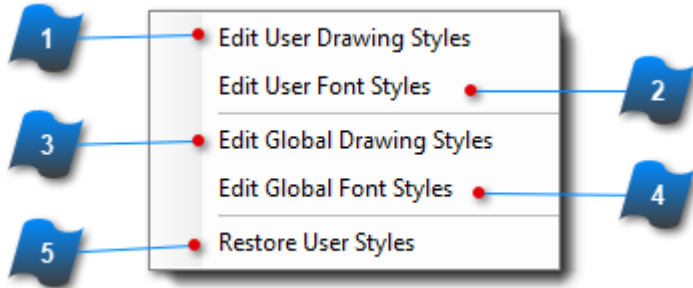 1 Edit User Drawing Styles
Edit User Font Styles 2
3 Edit Global Drawing Styles
Edit Global Font Styles 4
5 Restore User Styles